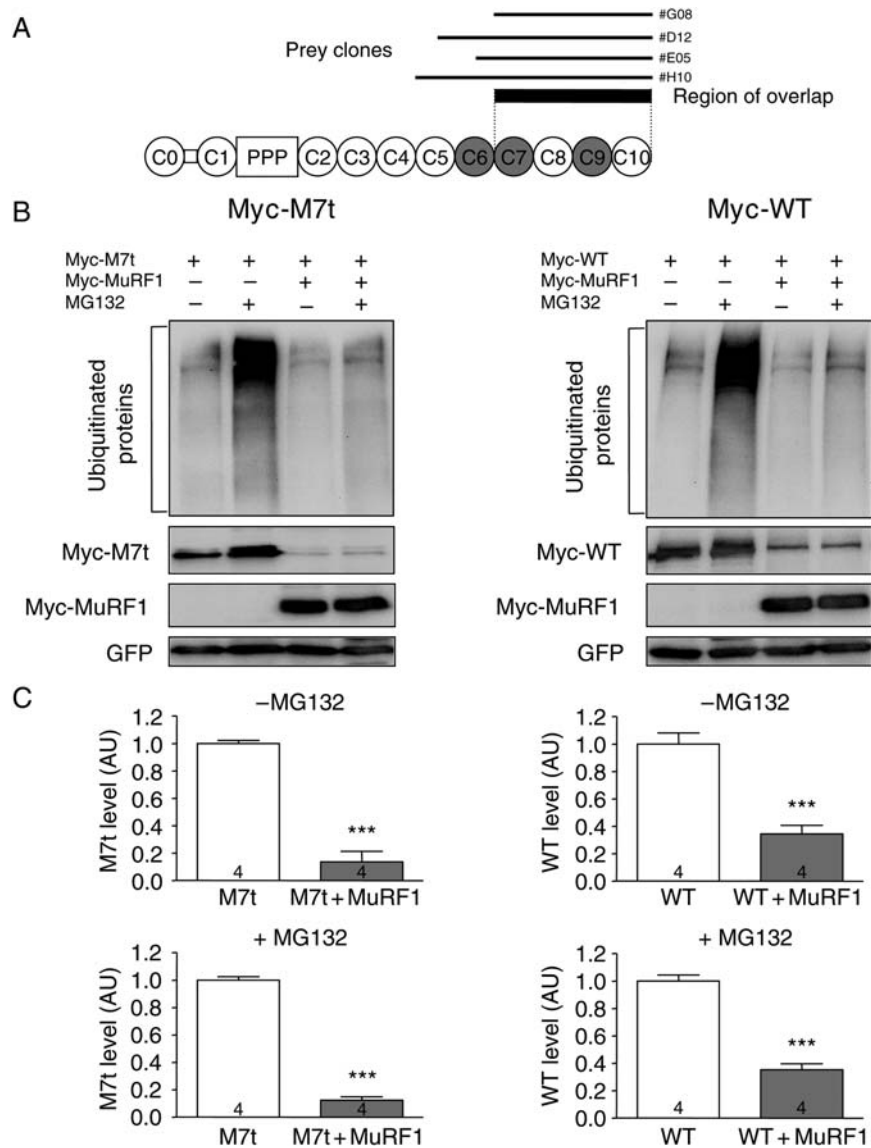 A
#G08
Prey clones
#D12
#E05
#H10
Region of overlap
C0 C1 PPP C2 C3 C4 C5 C6 C7 C8 C9 C10
B
Myc-M7t
Myc-M7t + + + +
Myc-MuRF1 – – + +
MG132 – + – +
Ubiquitinated
proteins
Myc-M7t
Myc-MuRF1
GFP
Myc-WT
Myc-WT + + + +
Myc-MuRF1 – – + +
MG132 – + – +
Ubiquitinated
proteins
Myc-WT
Myc-MuRF1
GFP
C
–MG132
M7t level (AU)
1.2
1.0
0.8
0.6
0.4
0.2
0.0
***
4 4
M7t M7t+MuRF1
–MG132
WT level (AU)
1.2
1.0
0.8
0.6
0.4
0.2
0.0
***
4 4
WT WT+MuRF1
+ MG132
M7t level (AU)
1.2
1.0
0.8
0.6
0.4
0.2
0.0
***
4 4
M7t M7t+MuRF1
+ MG132
WT level (AU)
1.2
1.0
0.8
0.6
0.4
0.2
0.0
***
4 4
WT WT+MuRF1